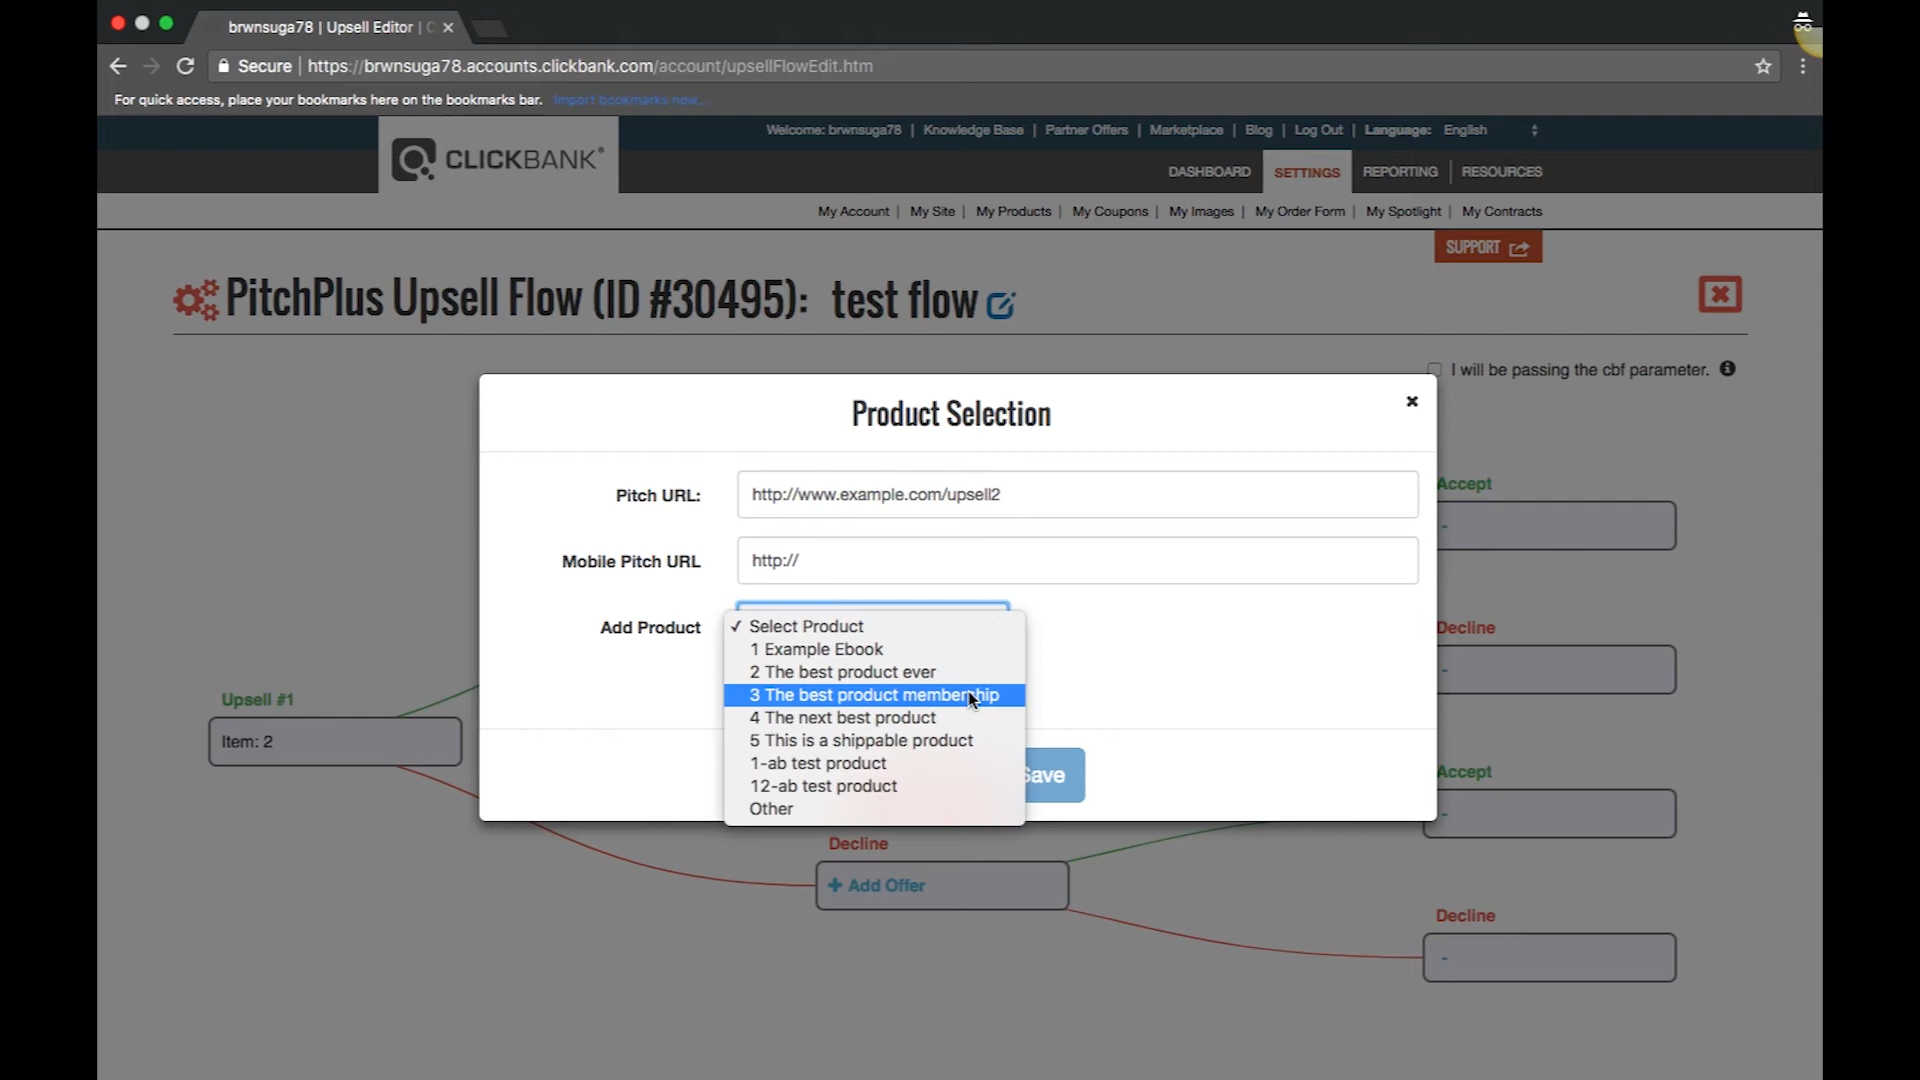 brwnsuga78 | Upsell Editor | C
Secure | https://brwnsuga78.accounts.clickbank.com/account/upsellFlowEdit.htm
For quick access, place your bookmarks here on the bookmarks bar. Import bookmarks now...
Welcome: brwnsuga78 | Knowledge Base | Partner Offers | Marketplace | Blog | Log Out | Language: English
CLICKBANK®
DASHBOARD SETTINGS REPORTING RESOURCES
My Account | My Site | My Products | My Coupons | My Images | My Order Form | My Spotlight | My Contracts
SUPPORT
PitchPlus Upsell Flow (ID #30495): test flow
I will be passing the cbf parameter.
Product Selection
Pitch URL: http://www.example.com/upsell2
Mobile Pitch URL http://
Add Product
✓ Select Product
1 Example Ebook
2 The best product ever
3 The best product membership
4 The next best product
5 This is a shippable product
1-ab test product
12-ab test product
Other
Save
Upsell #1
Item: 2
Decline
+ Add Offer
Accept
-
Decline
-
Accept
-
Decline
-